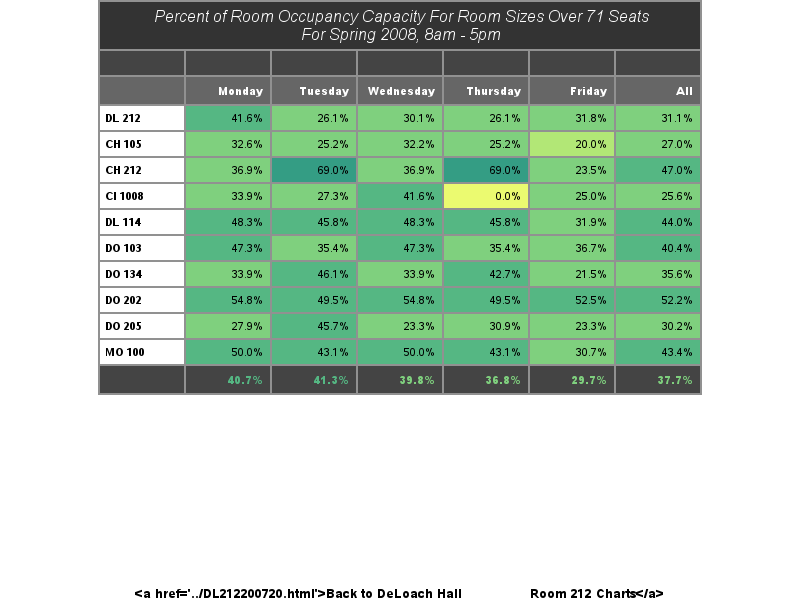 Percent of Room Occupancy Capacity For Room Sizes Over 71 Seats
For Spring 2008, 8am - 5pm
Monday Tuesday Wednesday Thursday Friday All
DL 212 41.6% 26.1% 30.1% 26.1% 31.8% 31.1%
CH 105 32.6% 25.2% 32.2% 25.2% 20.0% 27.0%
CH 212 36.9% 69.0% 36.9% 69.0% 23.5% 47.0%
CI 1008 33.9% 27.3% 41.6% 0.0% 25.0% 25.6%
DL 114 48.3% 45.8% 48.3% 45.8% 31.9% 44.0%
DO 103 47.3% 35.4% 47.3% 35.4% 36.7% 40.4%
DO 134 33.9% 46.1% 33.9% 42.7% 21.5% 35.6%
DO 202 54.8% 49.5% 54.8% 49.5% 52.5% 52.2%
DO 205 27.9% 45.7% 23.3% 30.9% 23.3% 30.2%
MO 100 50.0% 43.1% 50.0% 43.1% 30.7% 43.4%
40.7% 41.3% 39.8% 36.8% 29.7% 37.7%
<a href='../DL212200720.html'>Back to DeLoach Hall Room 212 Charts</a>